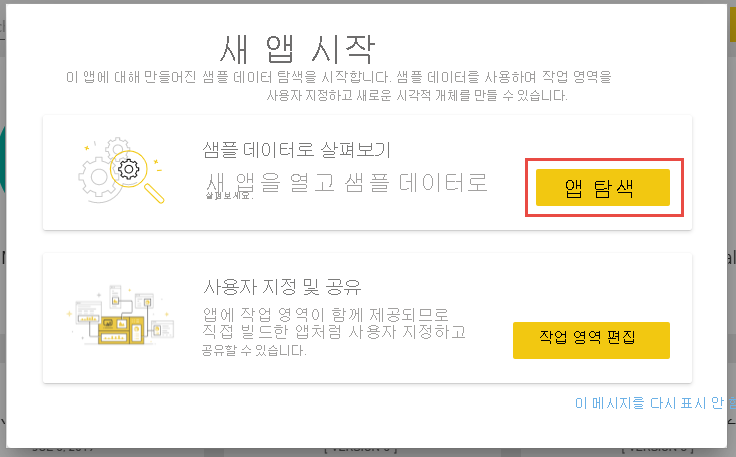 새 앱 시작
이 앱에 대해 만들어진 샘플 데이터 탐색을 시작합니다. 샘플 데이터를 사용하여 작업 영역을
사용자 지정하고 새로운 시각적 개체를 만들 수 있습니다.
샘플 데이터로 살펴보기
새 앱을 열고 샘플 데이터로
살펴보세요.
앱 탐색
사용자 지정 및 공유
앱에 작업 영역이 함께 제공되므로
직접 빌드한 앱처럼 사용자 지정하고
공유할 수 있습니다.
작업 영역 편집
이 메시지를 다시 표시 안